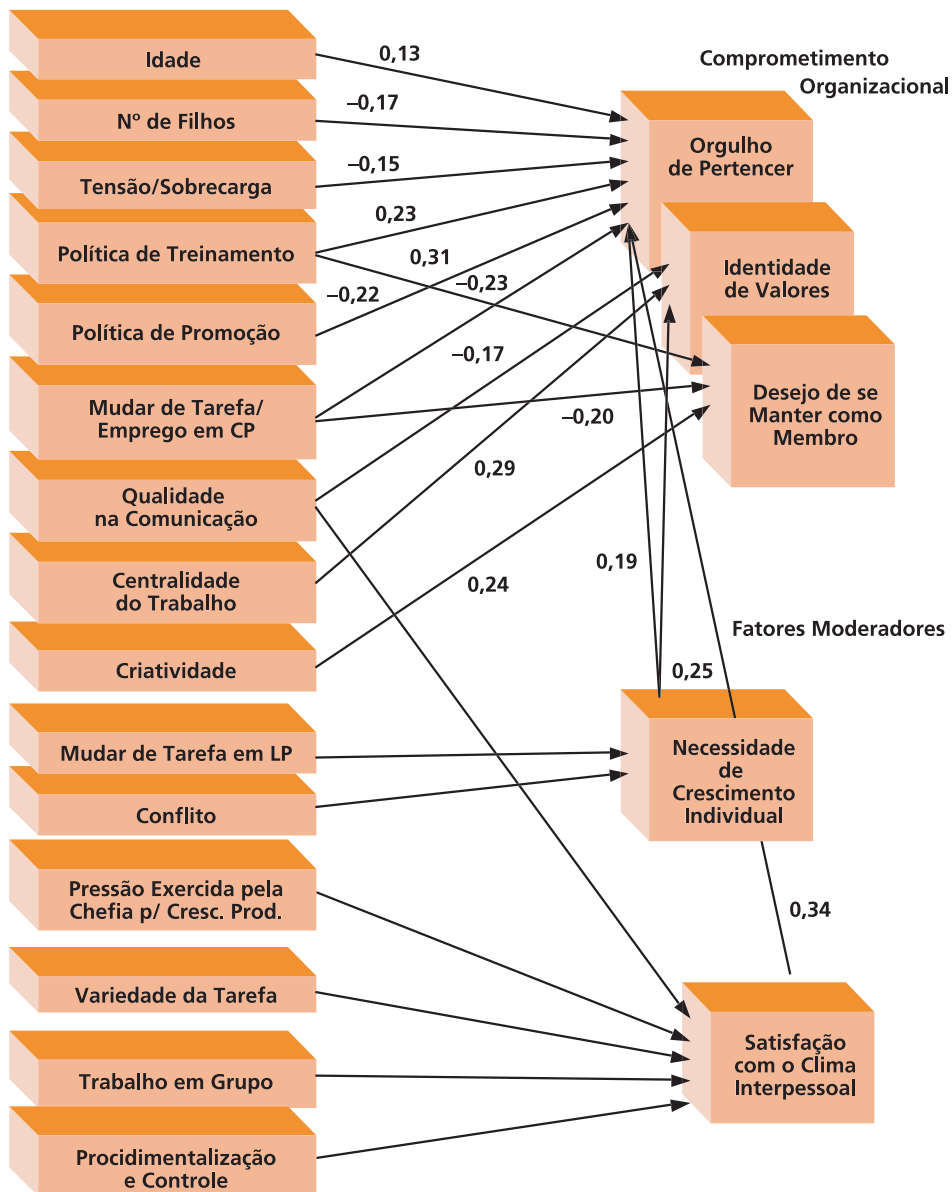 Idade
Nº de Filhos
Tensão/Sobrecarga
Política de Treinamento
Política de Promoção
Mudar de Tarefa/
Emprego em CP
Qualidade
na Comunicação
Centralidade
do Trabalho
Criatividade
Mudar de Tarefa em LP
Conflito
Pressão Exercida pela
Chefia p/ Cresc. Prod.
Variedade da Tarefa
Trabalho em Grupo
Procidimentalização
e Controle
0,13
–0,17
–0,15
0,23
0,31
–0,22
–0,23
–0,17
–0,20
0,29
0,24
0,19
0,25
0,34
Comprometimento
Organizacional
Orgulho
de Pertencer
Identidade
de Valores
Desejo de se
Manter como
Membro
Fatores Moderadores
Necessidade
de
Crescimento
Individual
Satisfação
com o Clima
Interpessoal